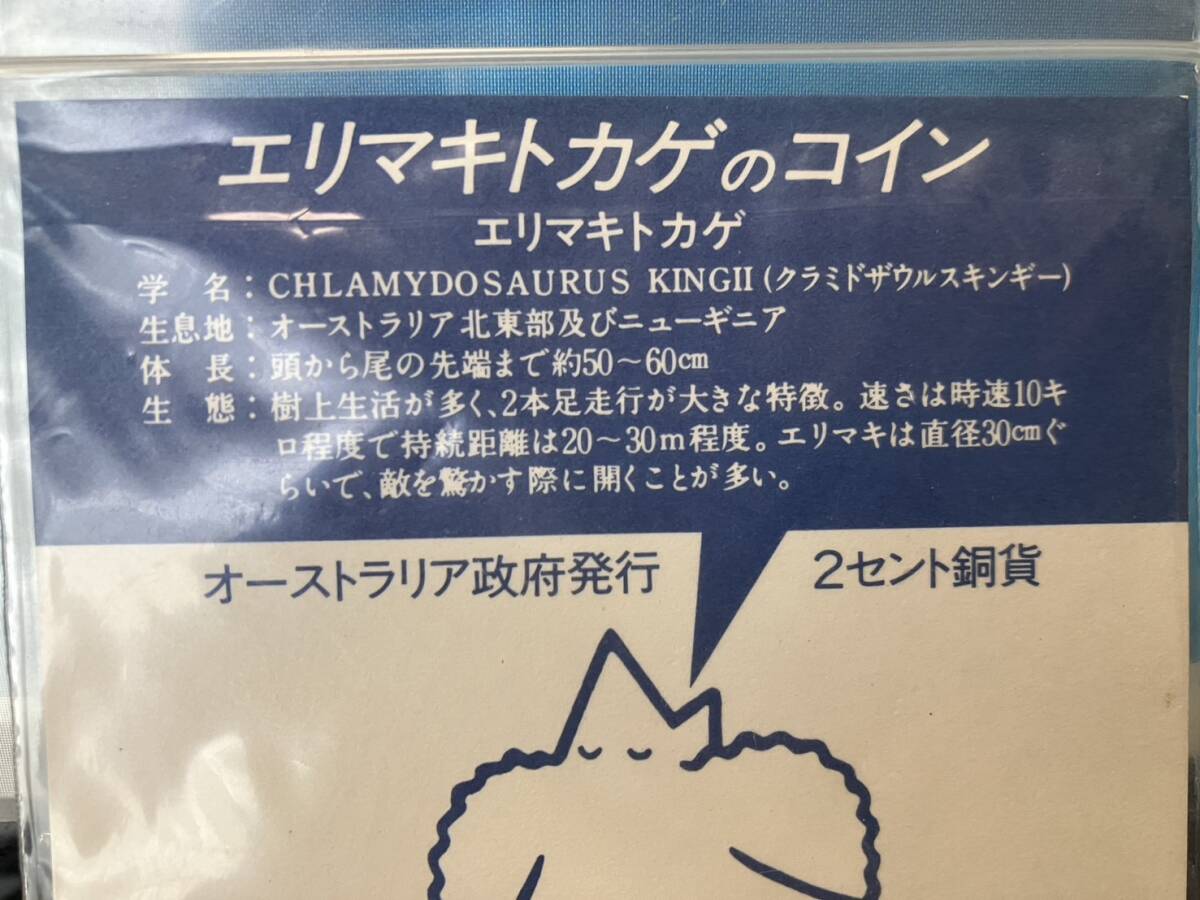 エリマキトカゲのコイン
エリマキトカゲ
学　名：CHLAMYDOSAURUS KINGII(クラミドザウルスキンギー)
生息地：オーストラリア北東部及びニューギニア
体　長：頭から尾の先端まで約50〜60cm
生　態：樹上生活が多く、2本足走行が大きな特徴。速さは時速10キ
ロ程度で持続距離は20〜30m程度。エリマキは直径30cmぐ
らいで、敵を驚かす際に開くことが多い。
オーストラリア政府発行
2セント銅貨